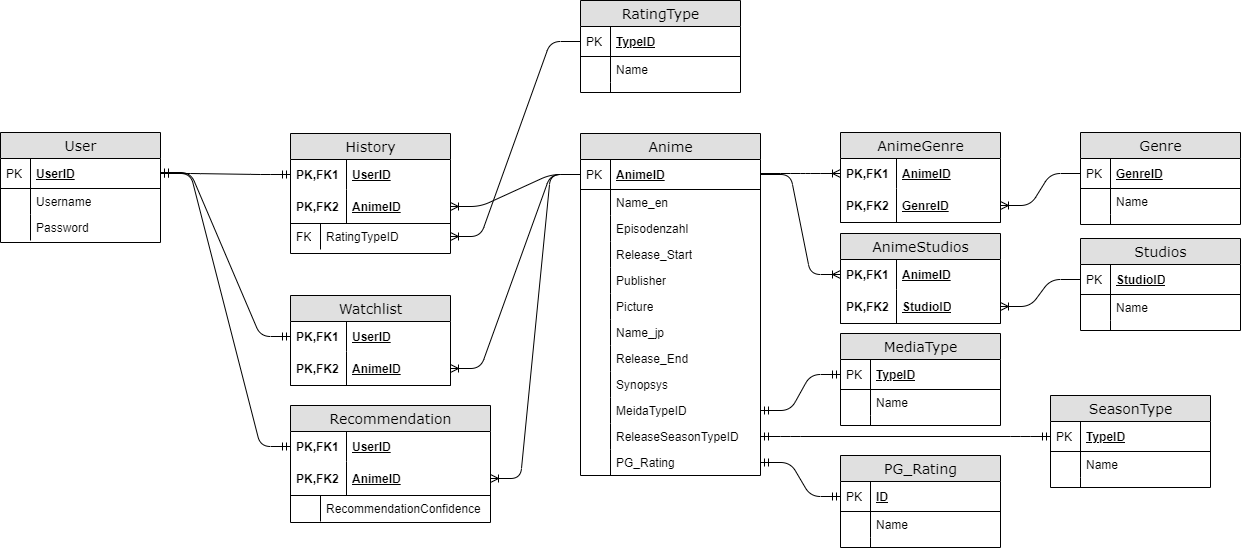 RatingType
PK TypeID
Name
User
PK UserID
Username
Password
History
PK,FK1 UserID
PK,FK2 AnimeID
FK RatingTypeID
Watchlist
PK,FK1 UserID
PK,FK2 AnimeID
Recommendation
PK,FK1 UserID
PK,FK2 AnimeID
RecommendationConfidence
Anime
PK AnimeID
Name_en
Episodenzahl
Release_Start
Publisher
Picture
Name_jp
Release_End
Synopsys
MeidaTypeID
ReleaseSeasonTypeID
PG_Rating
AnimeGenre
PK,FK1 AnimeID
PK,FK2 GenreID
Genre
PK GenreID
Name
AnimeStudios
PK,FK1 AnimeID
PK,FK2 StudioID
Studios
PK StudioID
Name
MediaType
PK TypeID
Name
SeasonType
PK TypeID
Name
PG_Rating
PK ID
Name